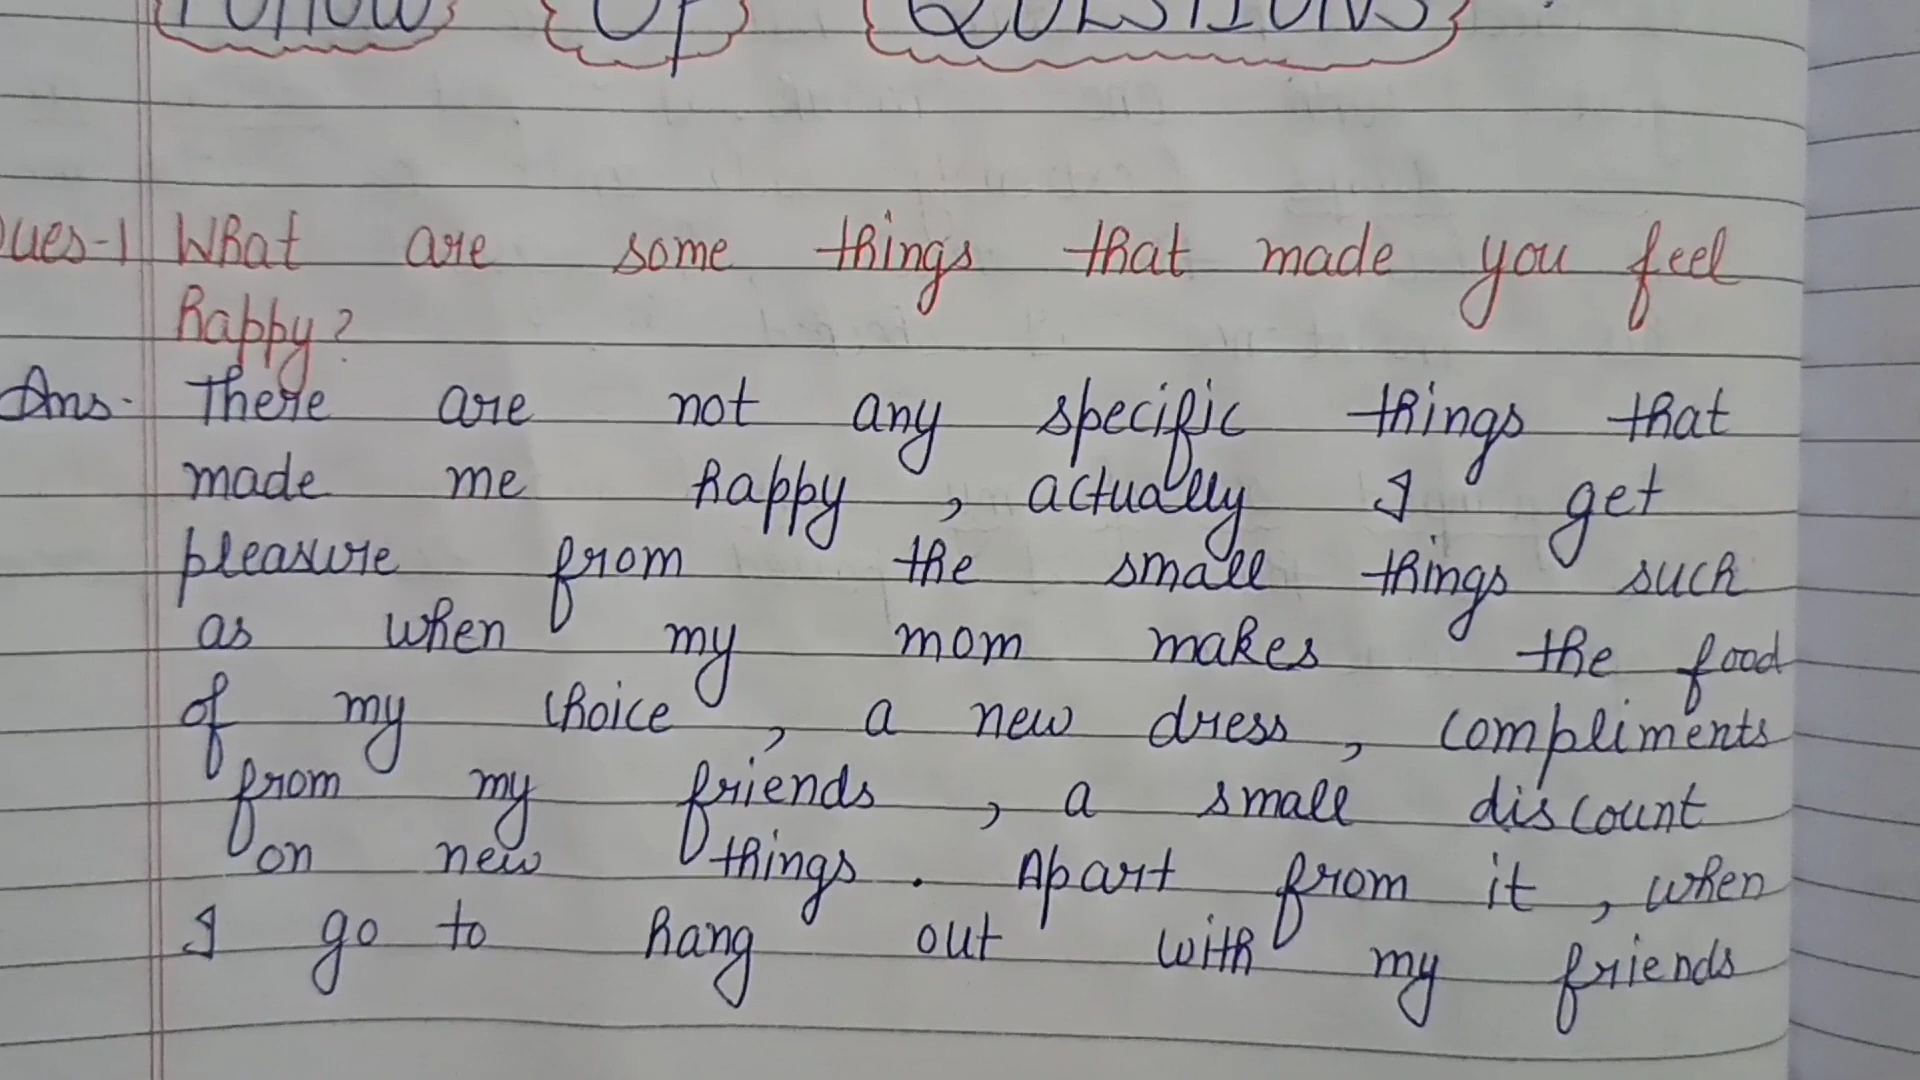 FOLLOW UP QUESTIONS
Ques-1 What are some things that made you feel
happy?
Ans- There are not any specific things that
made me happy, actually I get
pleasure from the small things such
as when my mom makes the food
of my choice, a new dress, compliments
from my friends, a small discount
on new things. Apart from it, when
I go to hang out with my friends